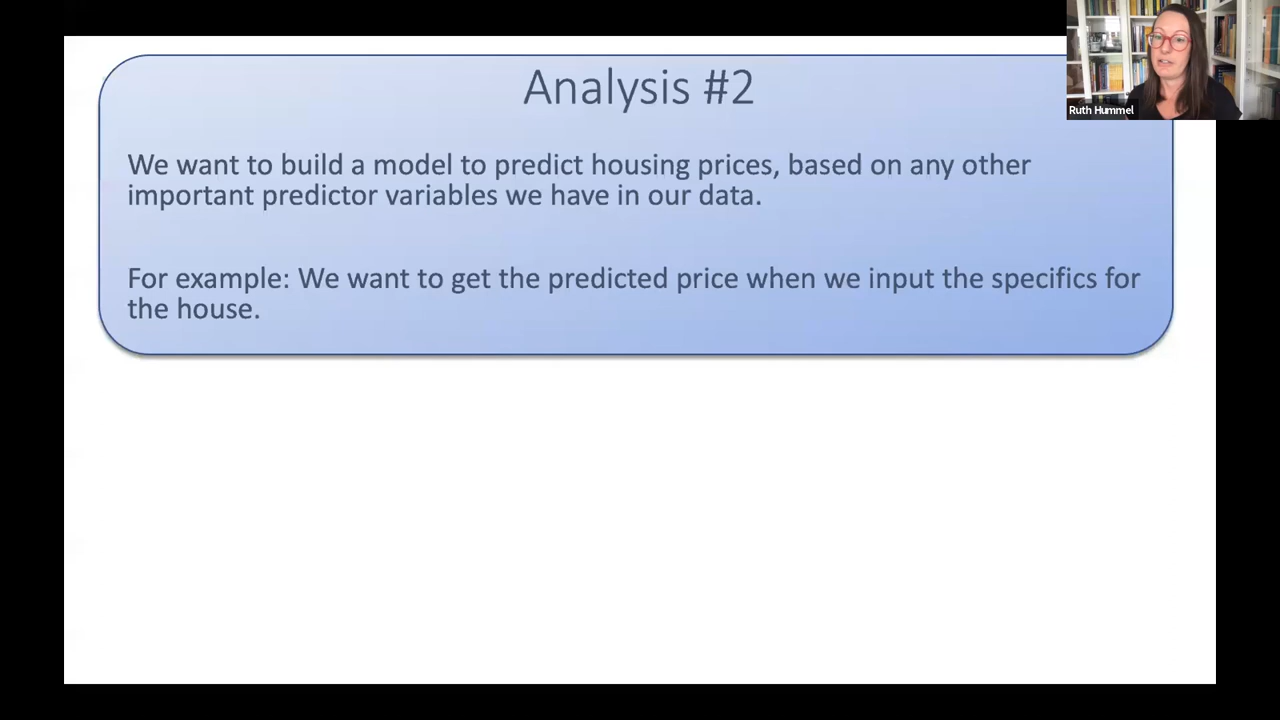 Analysis #2
Ruth Hummel
We want to build a model to predict housing prices, based on any other
important predictor variables we have in our data.
For example: We want to get the predicted price when we input the specifics for
the house.